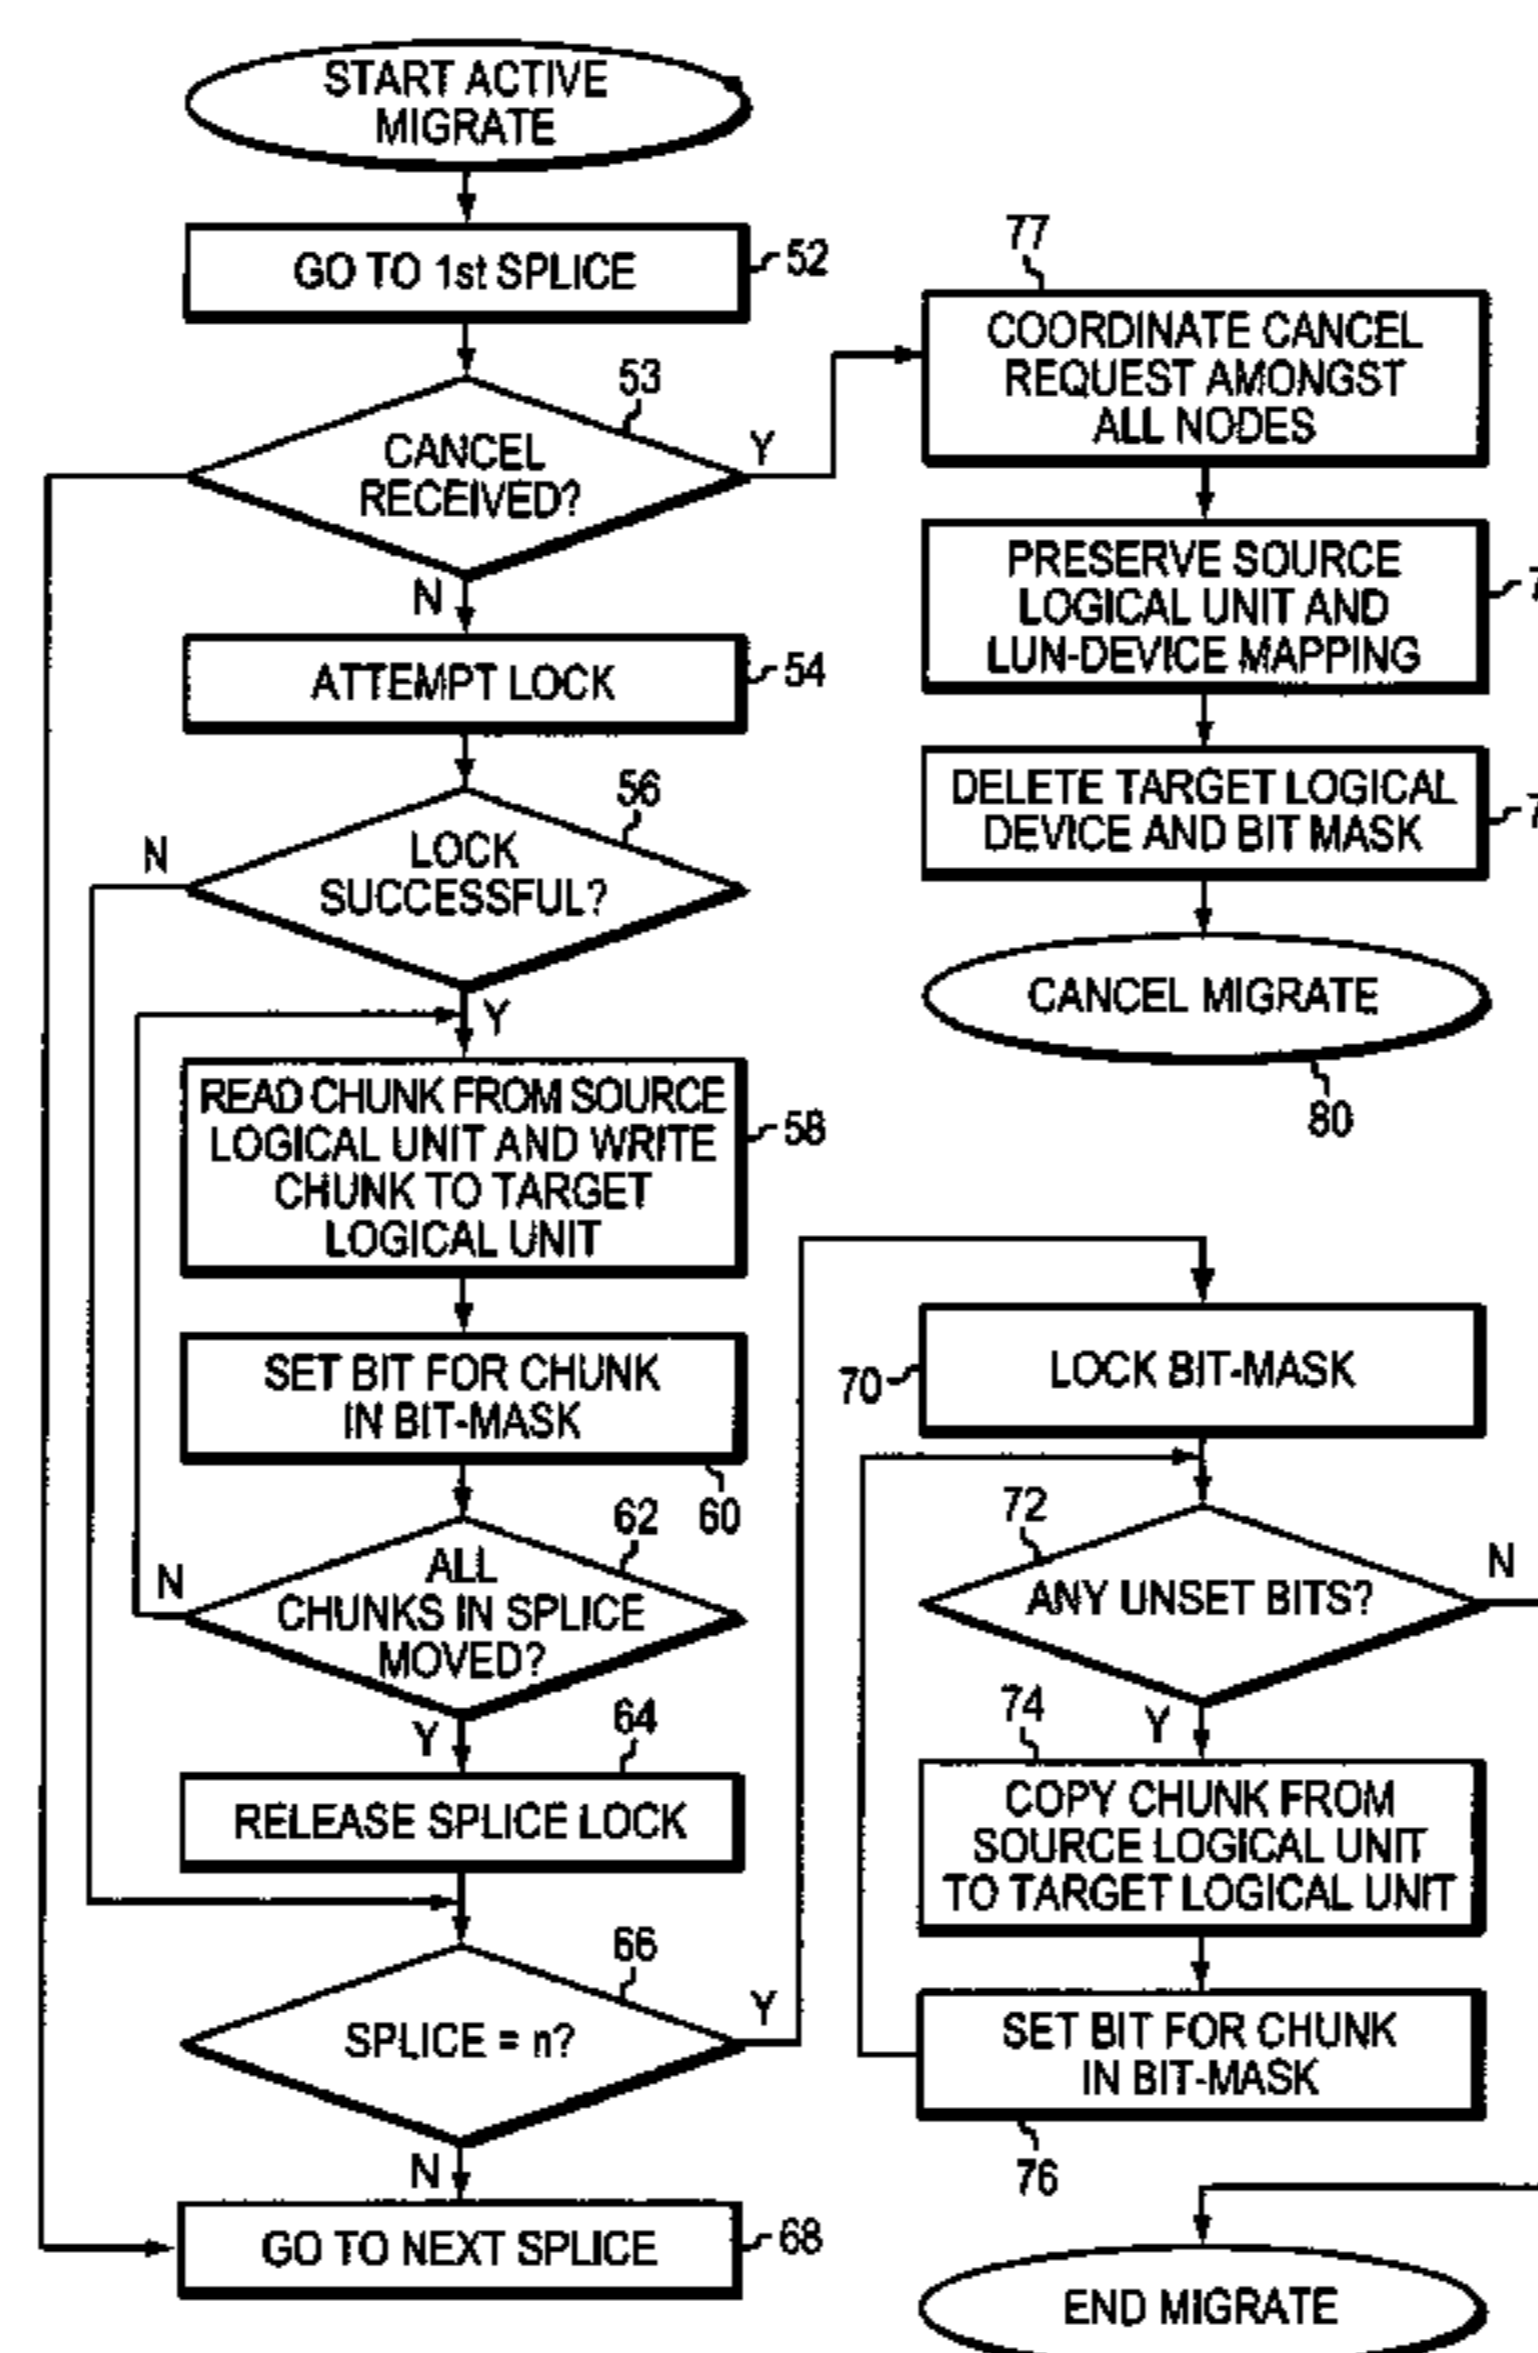 START ACTIVE
MIGRATE
GO TO 1st SPLICE
52
53
CANCEL
RECEIVED?
Y
N
ATTEMPT LOCK
54
56
N
LOCK
SUCCESSFUL?
Y
READ CHUNK FROM SOURCE
LOGICAL UNIT AND WRITE
CHUNK TO TARGET
LOGICAL UNIT
58
SET BIT FOR CHUNK
IN BIT-MASK
60
62
N
ALL
CHUNKS IN SPLICE
MOVED?
Y
64
RELEASE SPLICE LOCK
66
SPLICE = n?
Y
N
GO TO NEXT SPLICE
68
77
COORDINATE CANCEL
REQUEST AMONGST
ALL NODES
PRESERVE SOURCE
LOGICAL UNIT AND
LUN-DEVICE MAPPING
DELETE TARGET LOGICAL
DEVICE AND BIT MASK
CANCEL MIGRATE
80
70
LOCK BIT-MASK
72
ANY UNSET BITS?
N
Y
74
COPY CHUNK FROM
SOURCE LOGICAL UNIT
TO TARGET LOGICAL UNIT
SET BIT FOR CHUNK
IN BIT-MASK
76
END MIGRATE